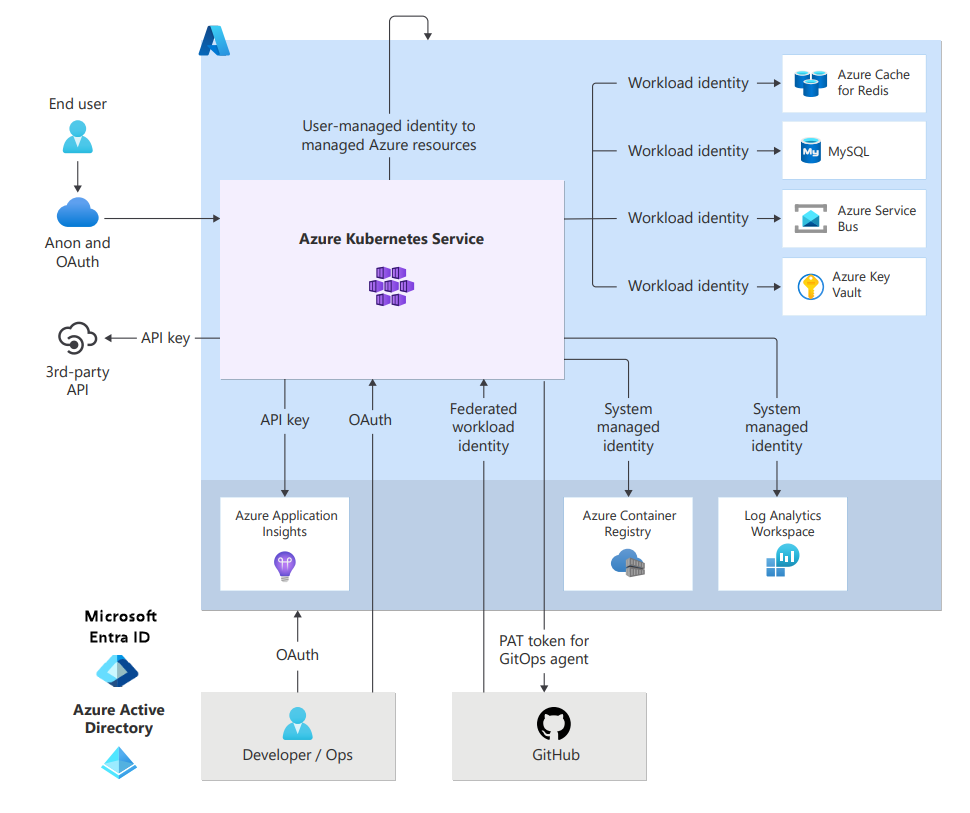 End user
Anon and
OAuth
API key
3rd-party
API
User-managed identity to
managed Azure resources
Azure Kubernetes Service
Workload identity
Azure Cache
for Redis
Workload identity
My
MySQL
Workload identity
Azure Service
Bus
Workload identity
Azure Key
Vault
API key
OAuth
Federated
workload
identity
System
managed
identity
System
managed
identity
Azure Application
Insights
Azure Container
Registry
Log Analytics
Workspace
Microsoft
Entra ID
Azure Active
Directory
OAuth
PAT token for
GitOps agent
Developer / Ops
GitHub